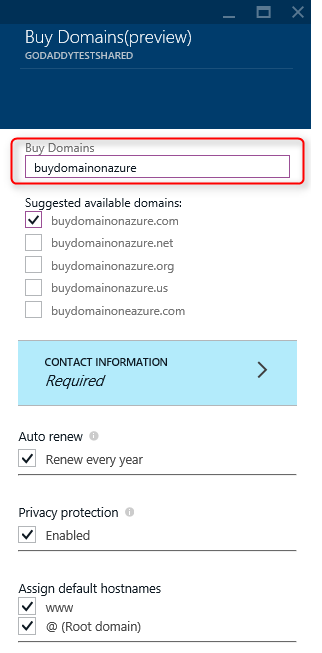 Buy Domains(preview)
GODADDYTESTSHARED
Buy Domains
buydomainonazure
Suggested available domains:
buydomainonazure.com
buydomainonazure.net
buydomainonazure.org
buydomainonazure.us
buydomainoneazure.com
CONTACT INFORMATION
Required
Auto renew
Renew every year
Privacy protection
Enabled
Assign default hostnames
www
@ (Root domain)